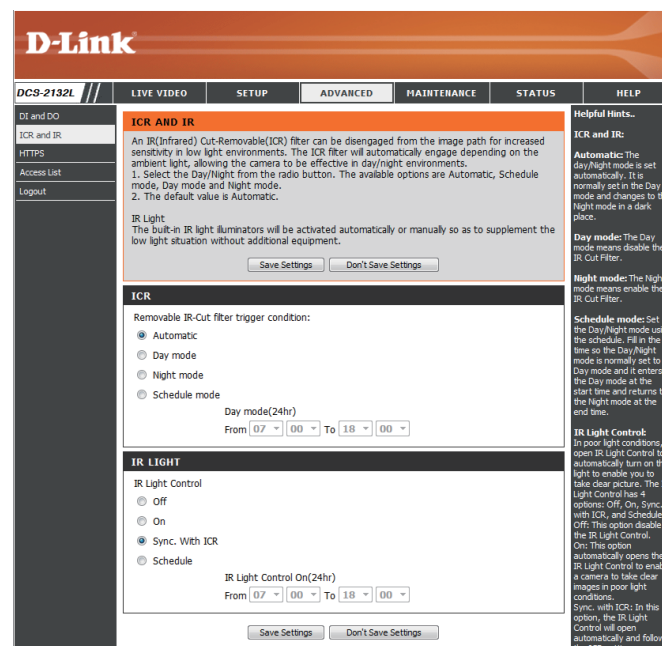 D-Link
DCS-2132L
LIVE VIDEO
SETUP
ADVANCED
MAINTENANCE
STATUS
HELP
DI and DO
ICR and IR
HTTPS
Access List
Logout
ICR AND IR
An IR(Infrared) Cut-Removable(ICR) filter can be disengaged from the image path for increased
sensitivity in low light environments. The ICR filter will automatically engage depending on the
ambient light, allowing the camera to be effective in day/night environments.
1. Select the Day/Night from the radio button. The available options are Automatic, Schedule
mode, Day mode and Night mode.
2. The default value is Automatic.
IR Light
The built-in IR light illuminators will be activated automatically or manually so as to supplement the
low light situation without additional equipment.
Save Settings
Don't Save Settings
ICR
Removable IR-Cut filter trigger condition:
Automatic
Day mode
Night mode
Schedule mode
Day mode(24hr)
From 07 00 To 18 00
IR LIGHT
IR Light Control
Off
On
Sync. With ICR
Schedule
IR Light Control On(24hr)
From 07 00 To 18 00
Save Settings
Don't Save Settings
Helpful Hints..
ICR and IR:
Automatic: The
day/Night mode is set
automatically. It is
normally set in the Day
mode and changes to
Night mode in a dark
place.
Day mode: The Day
mode means disable the
IR Cut Filter.
Night mode: The Nigh
mode means enable the
IR Cut Filter.
Schedule mode: Set
the Day/Night mode usi
the schedule. Fill in the
time so the Day/Night
mode is normally set to
Day mode and it enters
the Day mode at the
start time and returns
the Night mode at the
end time.
IR Light Control:
In poor light conditions,
open IR Light Control to
automatically turn on th
light to enable you to
take clear picture. The
Light Control has 4
options: Off, On, Sync.
with ICR, and Schedule
Off: This option disable
the IR Light Control.
On: This option
automatically opens the
IR Light Control to enab
a camera to take clear
images in poor light
conditions.
Sync. with ICR: In this
option, the IR Light
Control will open
automatically and follow